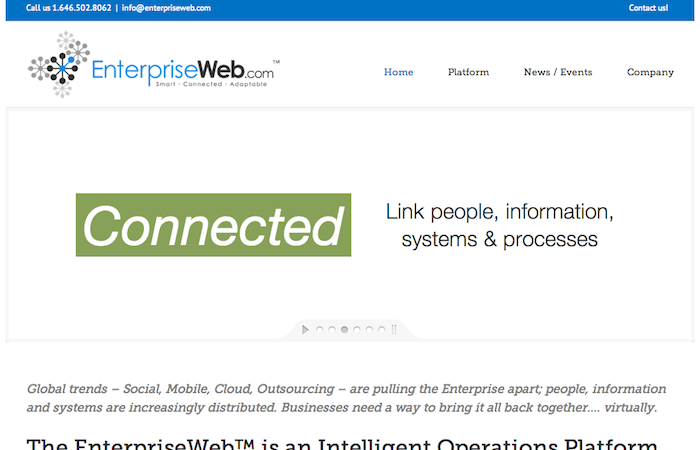 Call us 1.646.502.8062 | info@enterpriseweb.com
Contact us!
EnterpriseWeb.com™
Smart · Connected · Adaptable
Home Platform News / Events Company
Connected
Link people, information,
systems & processes
Global trends – Social, Mobile, Cloud, Outsourcing – are pulling the Enterprise apart; people, information
and systems are increasingly distributed. Businesses need a way to bring it all back together.... virtually.
The EnterpriseWeb™ is an Intelligent Operations Platform